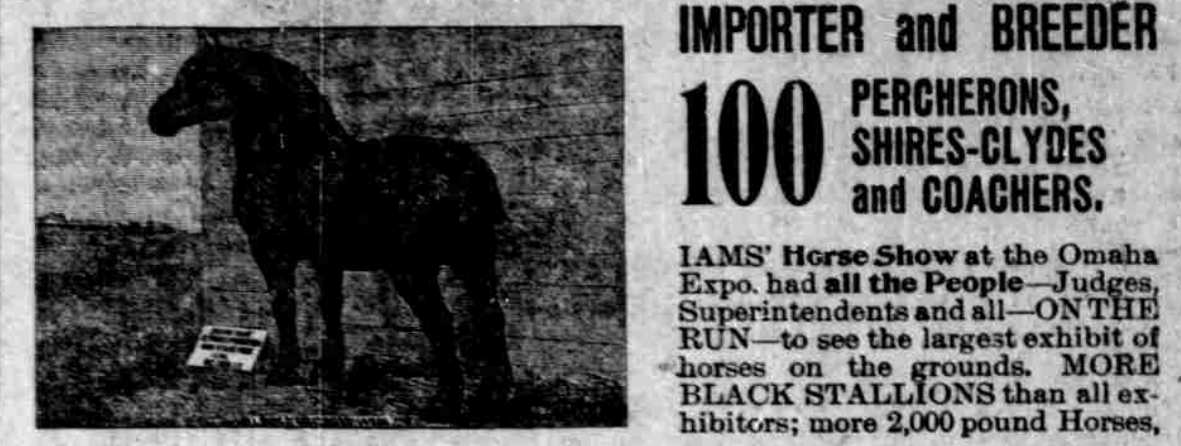 IMPORTER and BREEDER
100 PERCHERONS,
SHIRES-CLYDES
and COACHERS.
IAMS' Horse Show at the Omaha
Expo. had all the People—Judges,
Superintendents and all—ON THE
RUN—to see the largest exhibit of
horses on the grounds. MORE
BLACK STALLIONS than all ex-
hibitors; more 2,000 pound Horses,